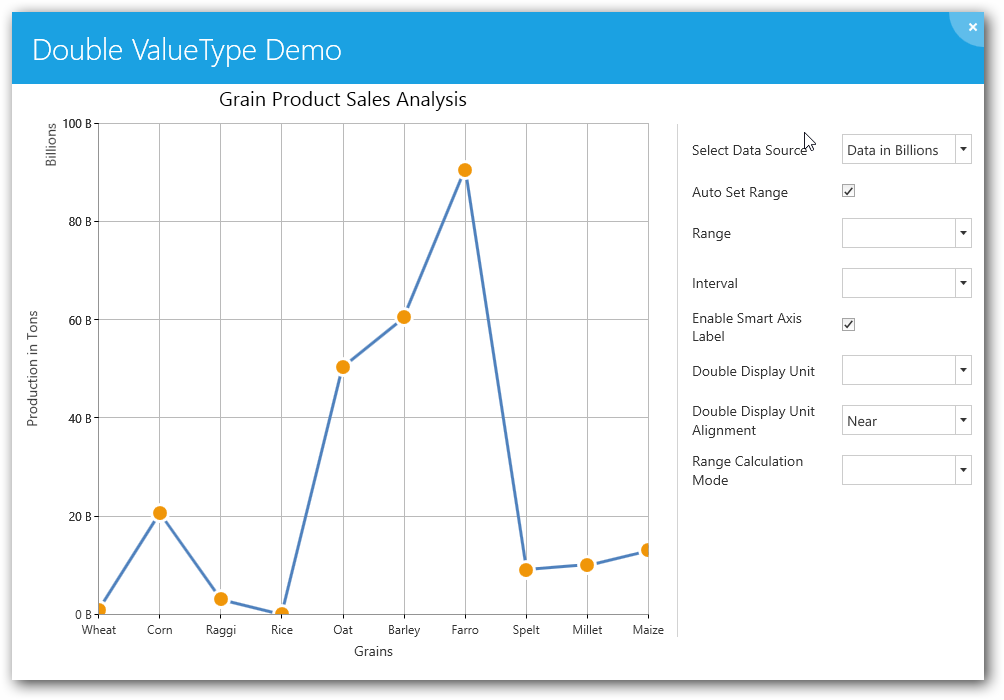 Double ValueType Demo
Grain Product Sales Analysis
Billions
Production in Tons
100 B
80 B
60 B
40 B
20 B
0 B
Wheat Corn Raggi Rice Oat Barley Farro Spelt Millet Maize
Grains
Select Data Source Data in Billions
Auto Set Range
Range
Interval
Enable Smart Axis
Label
Double Display Unit
Double Display Unit
Alignment
Near
Range Calculation
Mode